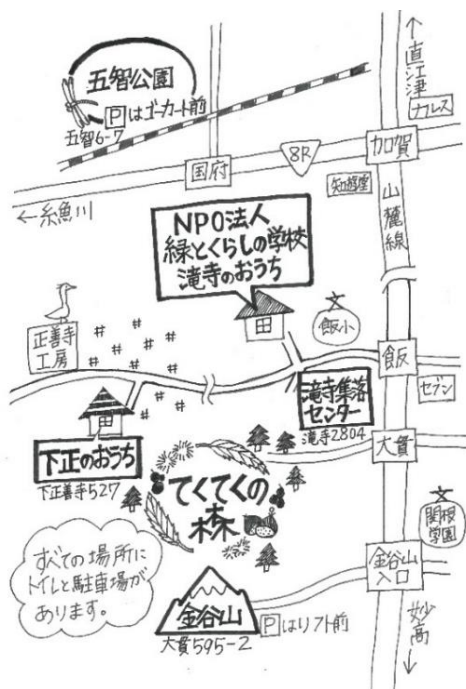 五智公園
Pはゴーカート前
五智6-7
↑直江津
カルス
加賀
8R
国府
知遊堂
山麓線
←糸魚川
NPO法人
緑とくらしの学校
滝寺のおうち
正善寺
工房
文
飯小
飯
セブン
滝寺集落
センター
滝寺2804
大貫
下正のおうち
下正善寺527
てくてくの
森
文
関根
学園
すべての場所に
トイレと駐車場が
あります。
金谷山
入口
金谷山
Pはリフト前
大貫595-2
妙高↓